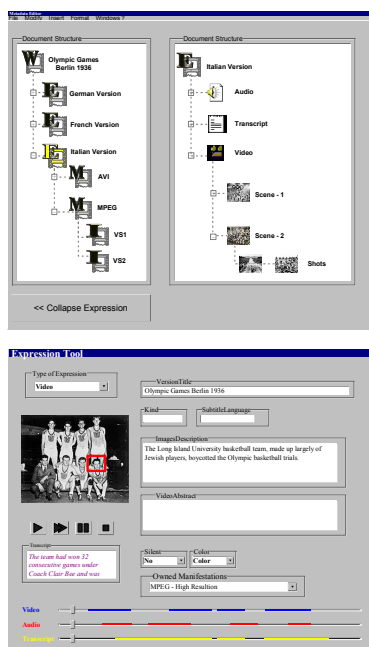 Metadata Editor
File Modify Insert Format Windows ?
Document Structure
W Olympic Games
Berlin 1936
E German Version
E French Version
E Italian Version
M AVI
M MPEG
I VS1
I VS2
<< Collapse Expression
Document Structure
E Italian Version
Audio
Transcript
Video
Scene - 1
Scene - 2
Shots
Expression Tool
Type of Expression
Video
VersionTitle
Olympic Games Berlin 1936
Kind
SubtitleLanguage
ImagesDescription
The Long Island University basketball team, made up largely of
Jewish players, boycotted the Olympic basketball trials
VideoAbstract
Transcript
The team had won 32
consecutive games under
Coach Clair Bee and was
Silent
No
Color
Color
Owned Manifestations
MPEG - High Resultion
Video
Audio
Transcript